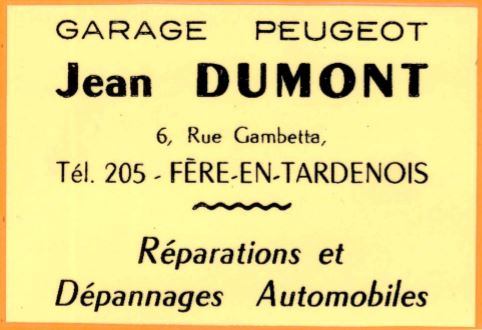 GARAGE PEUGEOT
Jean DUMONT
6, Rue Gambetta,
Tél. 205 - FÈRE-EN-TARDENOIS
Réparations et
Dépannages Automobiles